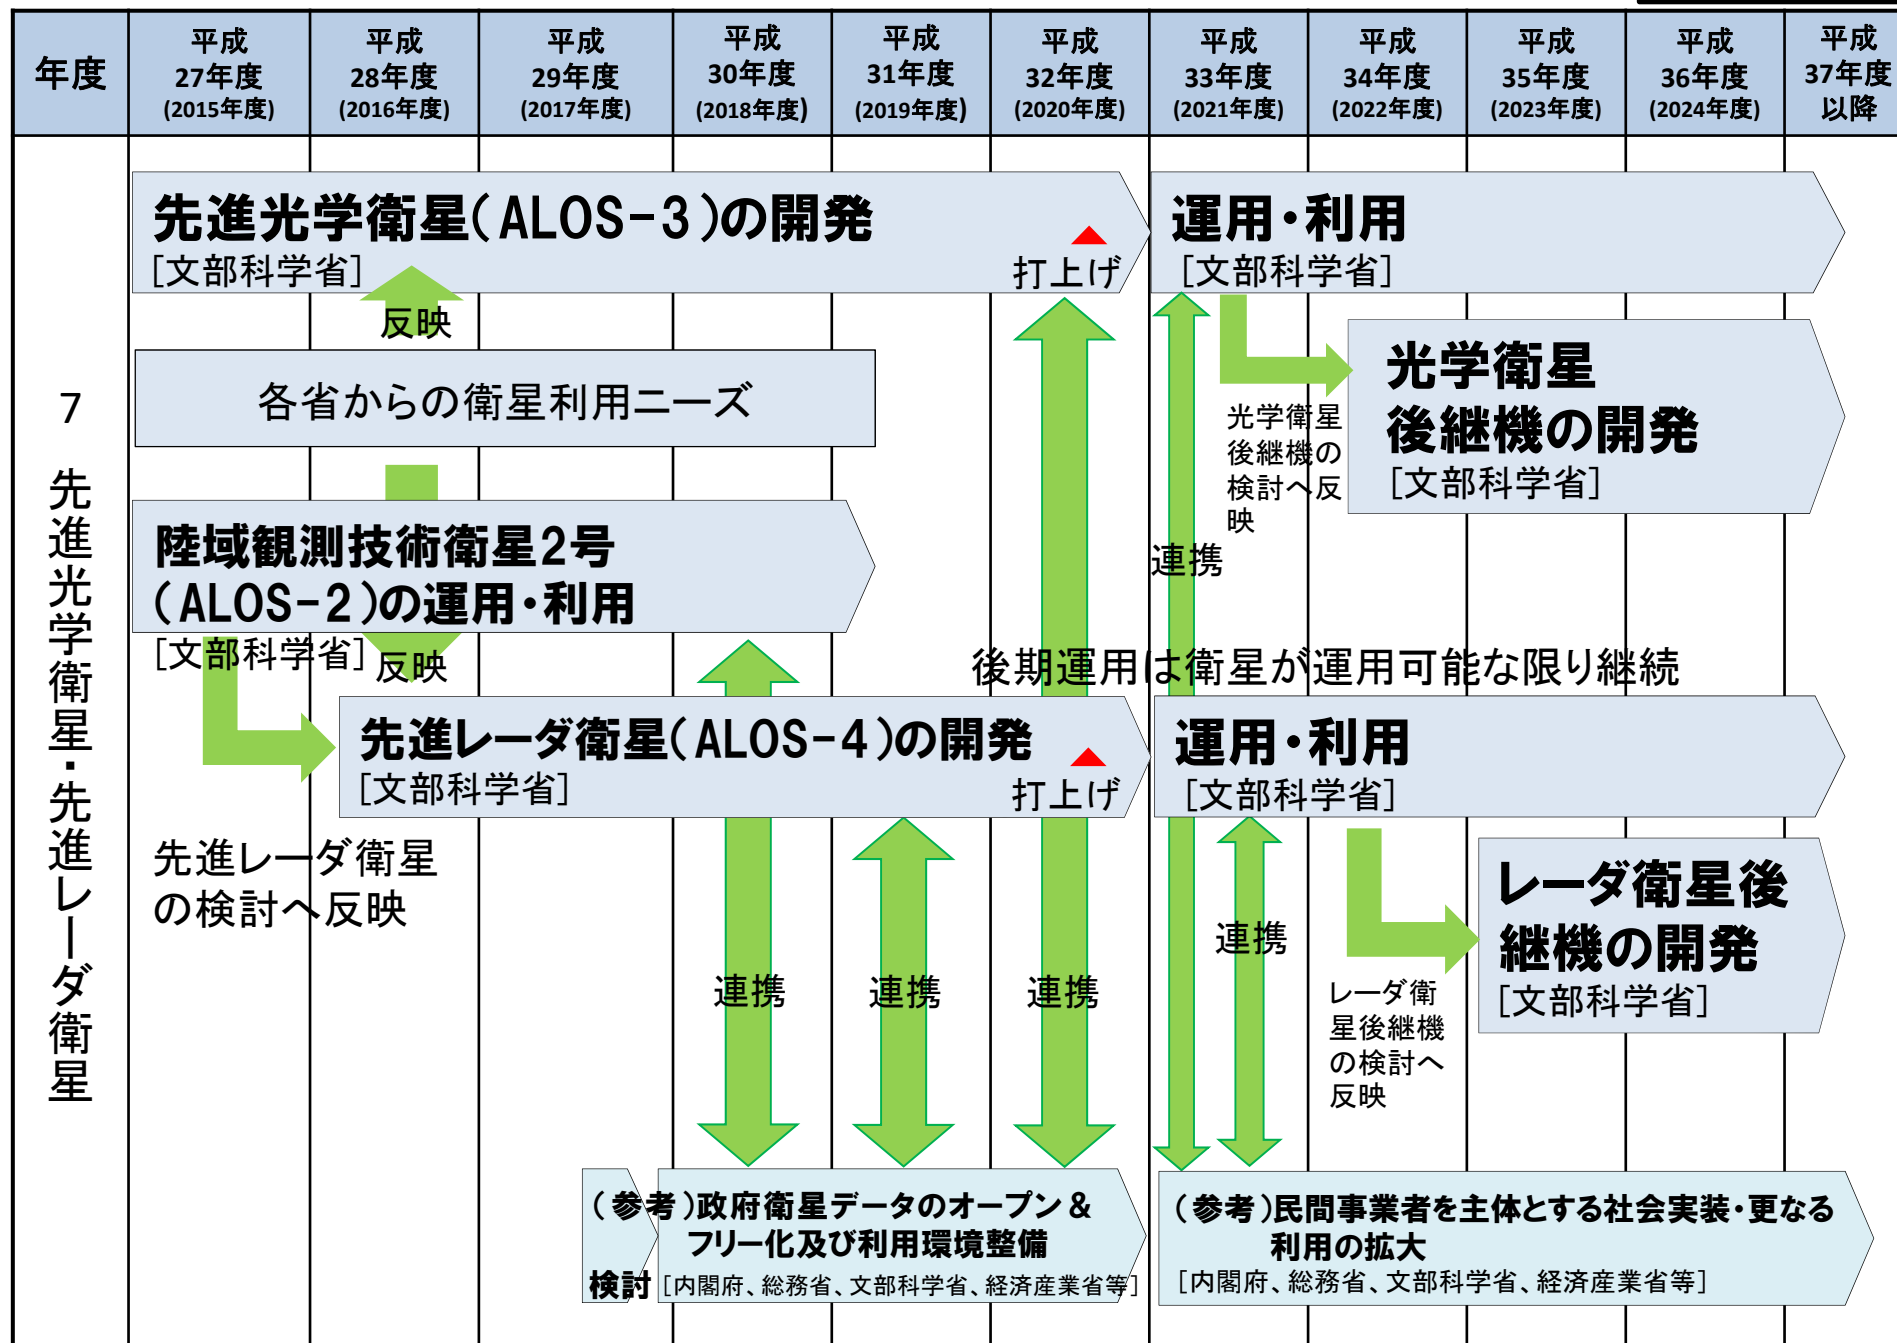 年度
平成
27年度
(2015年度)
平成
28年度
(2016年度)
平成
29年度
(2017年度)
平成
30年度
(2018年度)
平成
31年度
(2019年度)
平成
32年度
(2020年度)
平成
33年度
(2021年度)
平成
34年度
(2022年度)
平成
35年度
(2023年度)
平成
36年度
(2024年度)
平成
37年度
以降
7 先進光学衛星・先進レーダ衛星
先進光学衛星(ALOS-3)の開発
[文部科学省]
打上げ
運用・利用
[文部科学省]
反映
各省からの衛星利用ニーズ
光学衛星
後継機の
検討へ反
映
光学衛星
後継機の開発
[文部科学省]
陸域観測技術衛星2号
(ALOS-2)の運用・利用
[文部科学省]
反映
連携
後期運用は衛星が運用可能な限り継続
先進レーダ衛星(ALOS-4)の開発
[文部科学省]
打上げ
運用・利用
[文部科学省]
先進レーダ衛星
の検討へ反映
連携
連携
連携
連携
レーダ衛
星後継機
の検討へ
反映
レーダ衛星後
継機の開発
[文部科学省]
(参考)政府衛星データのオープン&
フリー化及び利用環境整備
検討
[内閣府、総務省、文部科学省、経済産業省等]
(参考)民間事業者を主体とする社会実装・更なる
利用の拡大
[内閣府、総務省、文部科学省、経済産業省等]